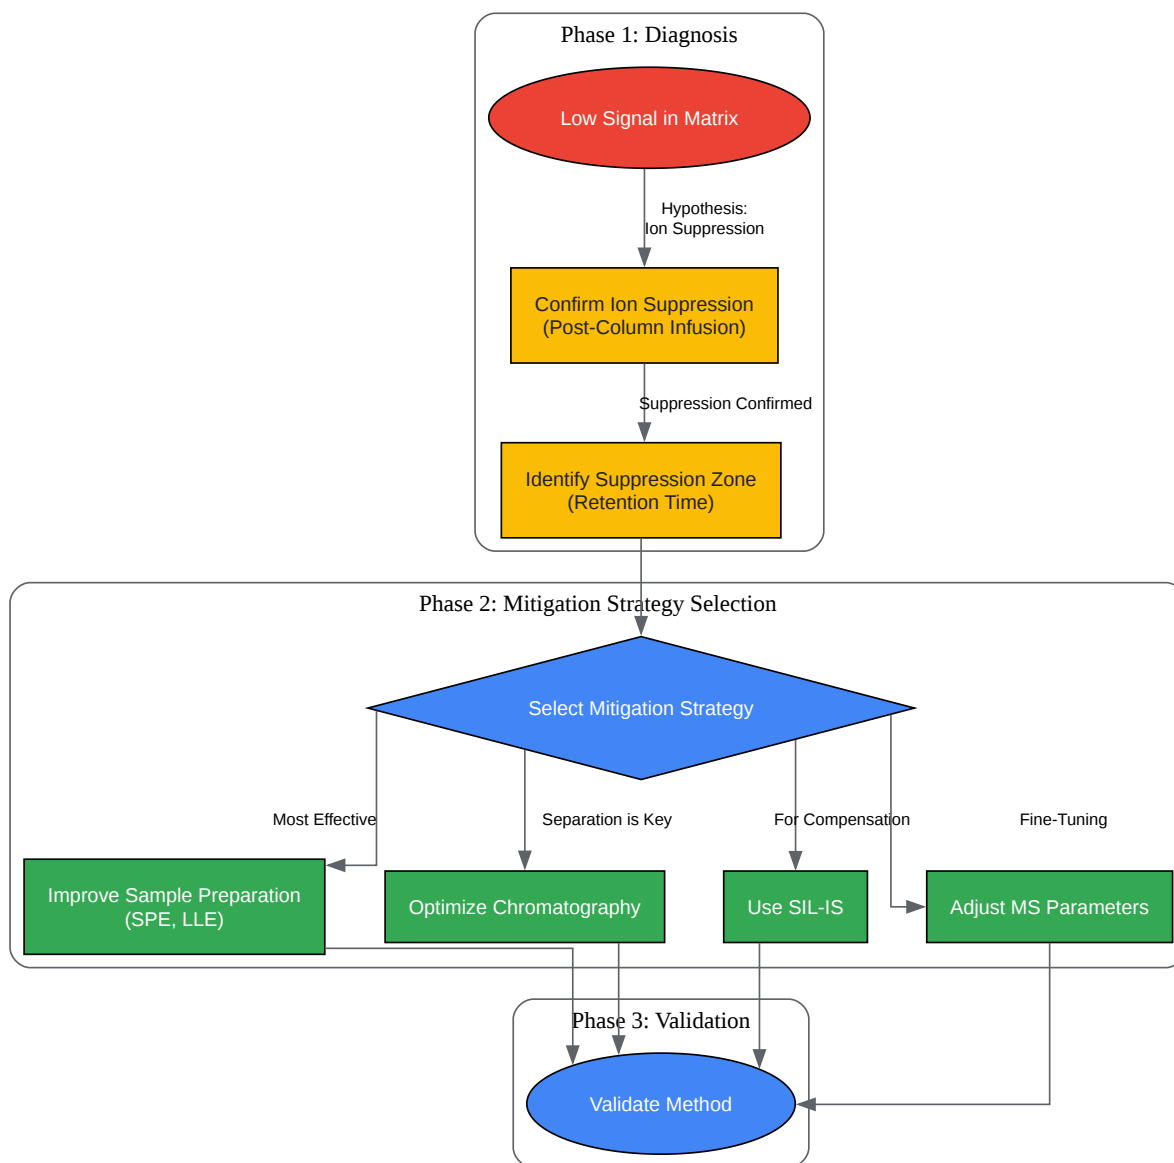 Phase 1: Diagnosis
Low Signal in Matrix
Hypothesis:
Ion Suppression
Confirm Ion Suppression
(Post-Column Infusion)
Suppression Confirmed
Identify Suppression Zone
(Retention Time)
Phase 2: Mitigation Strategy Selection
Select Mitigation Strategy
Most Effective
Separation is Key
For Compensation
Fine-Tuning
Improve Sample Preparation
(SPE, LLE)
Optimize Chromatography
Use SIL-IS
Adjust MS Parameters
Phase 3: Validation
Validate Method